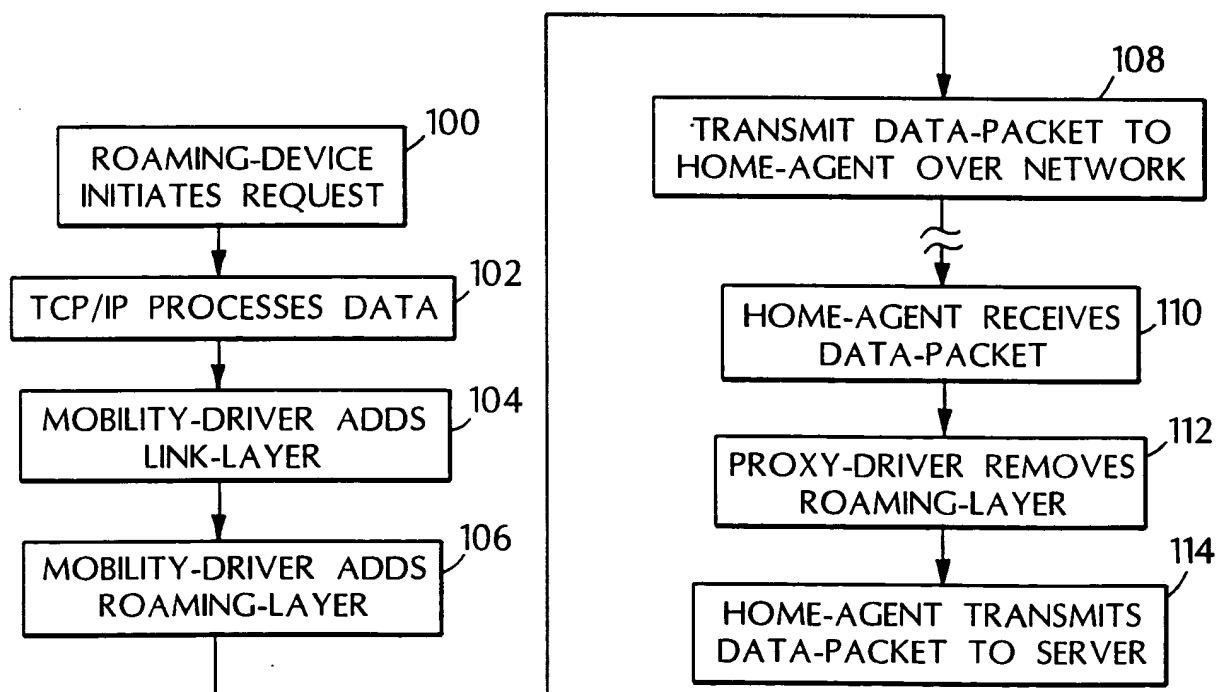 100
ROAMING-DEVICE
INITIATES REQUEST
102
TCP/IP PROCESSES DATA
104
MOBILITY-DRIVER ADDS
LINK-LAYER
106
MOBILITY-DRIVER ADDS
ROAMING-LAYER
108
TRANSMIT DATA-PACKET TO
HOME-AGENT OVER NETWORK
110
HOME-AGENT RECEIVES
DATA-PACKET
112
PROXY-DRIVER REMOVES
ROAMING-LAYER
114
HOME-AGENT TRANSMITS
DATA-PACKET TO SERVER